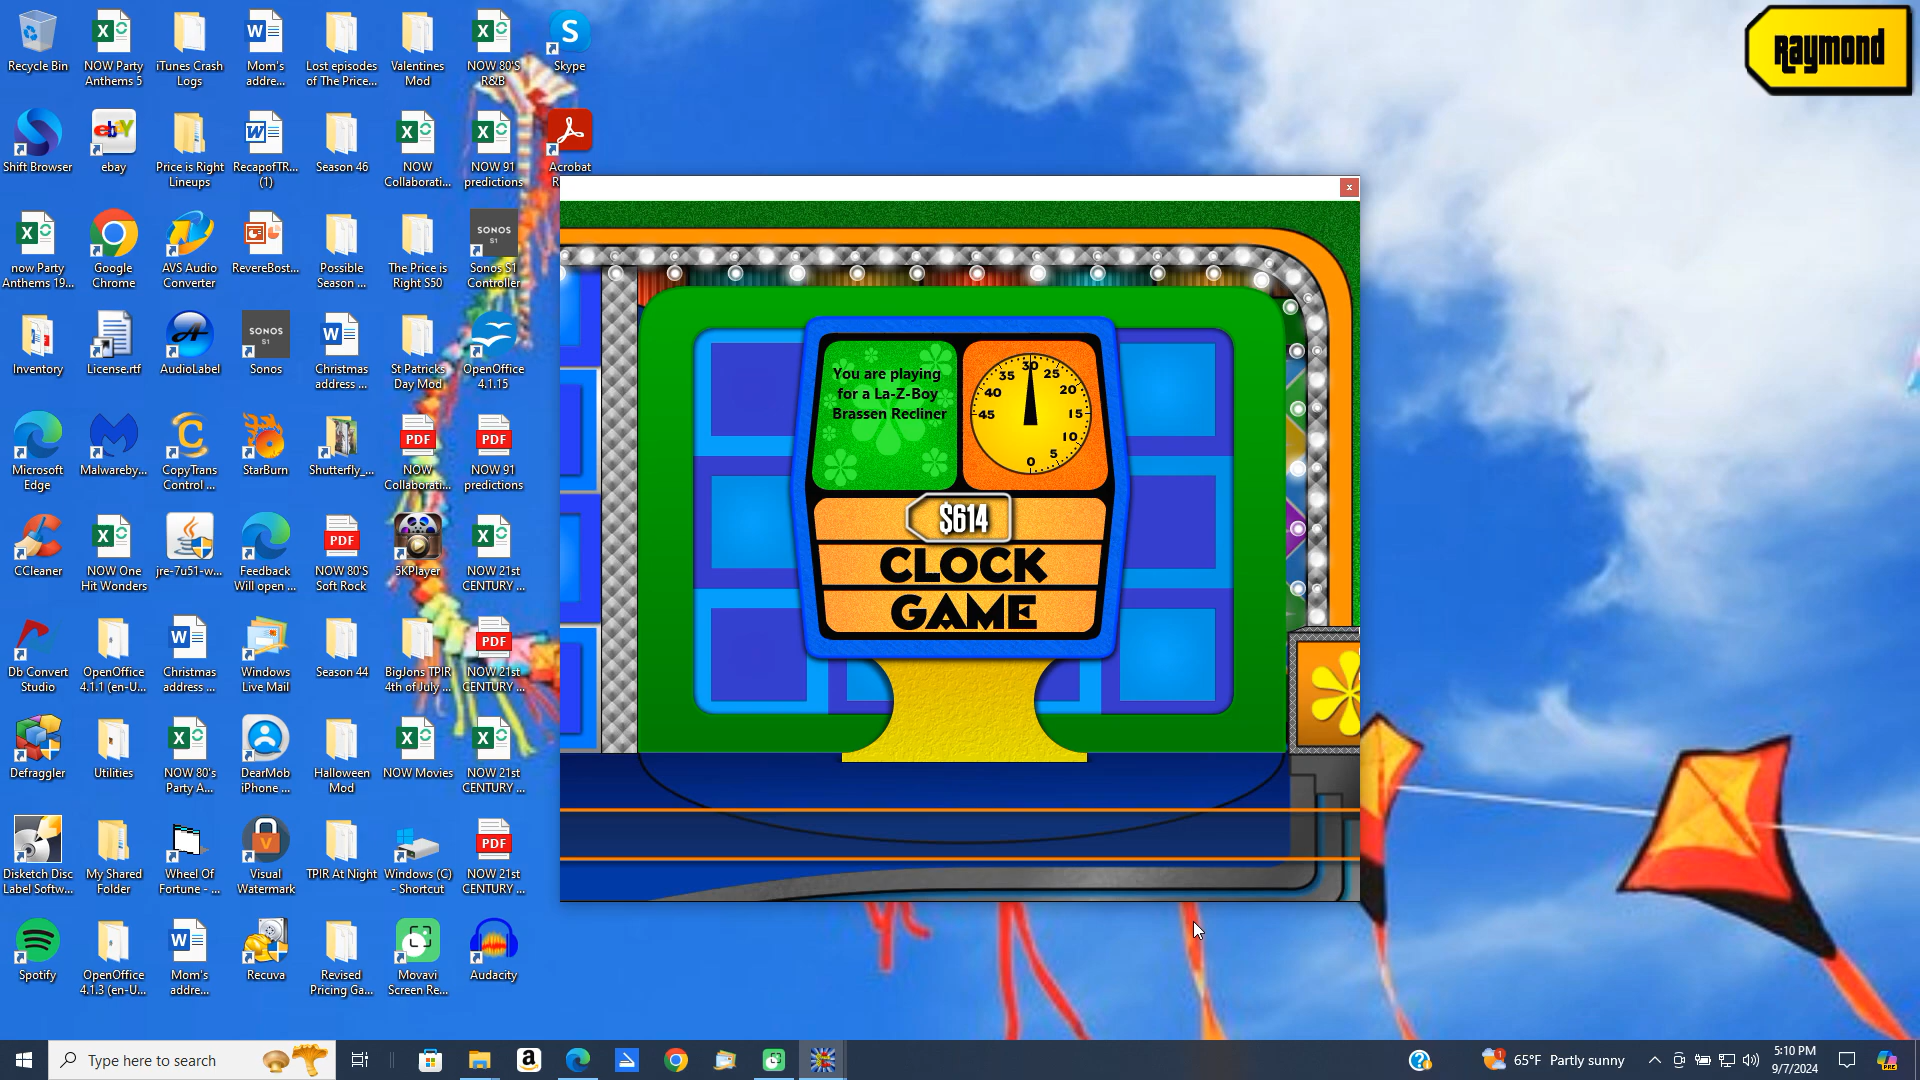 Recycle Bin
NOW Party
Anthems 5
iTunes Crash
Logs
Mom's
addre...
Lost episodes
of The Price...
Valentines
Mod
NOW 80'S
R&B
Skype
Raymond
Shift Browser
ebay
Price is Right
Lineups
RecapofTR...
(1)
Season 46
NOW
Collaborati...
NOW 91
predictions
Acrobat
now Party
Anthems 19...
Google
Chrome
AVS Audio
Converter
RevereBost...
Possible
Season ...
The Price is
Right S50
SONOS
S1
Sonos S1
Controller
Inventory
License.rtf
AudioLabel
SONOS
S1
Sonos
Christmas
address ...
St Patricks
Day Mod
OpenOffice
4.1.15
Microsoft
Edge
Malwareby...
CopyTrans
Control ...
StarBurn
Shutterfly_...
PDF
NOW
Collaborati...
PDF
NOW 91
predictions
CCleaner
NOW One
Hit Wonders
jre-7u51-w...
Feedback
Will open ...
PDF
NOW 80'S
Soft Rock
5KPlayer
NOW 21st
CENTURY ...
Db Convert
Studio
OpenOffice
4.1.1 (en-U...
Christmas
address ...
Windows
Live Mail
Season 44
BigJons TPIR
4th of July ...
PDF
NOW 21st
CENTURY ...
Defraggler
Utilities
NOW 80's
Party A...
DearMob
iPhone ...
Halloween
Mod
NOW Movies
NOW 21st
CENTURY ...
Disketch Disc
Label Softw...
My Shared
Folder
Wheel Of
Fortune - ...
Visual
Watermark
TPIR At Night
Windows (C)
- Shortcut
PDF
NOW 21st
CENTURY ...
Spotify
OpenOffice
4.1.3 (en-U...
Mom's
addre...
Recuva
Revised
Pricing Ga...
Movavi
Screen Re...
Audacity
You are playing
for a La-Z-Boy
Brassen Recliner
30
35 25
40 20
45 15
10
5
0
$614
CLOCK
GAME
Type here to search
65°F Partly sunny
5:10 PM
9/7/2024